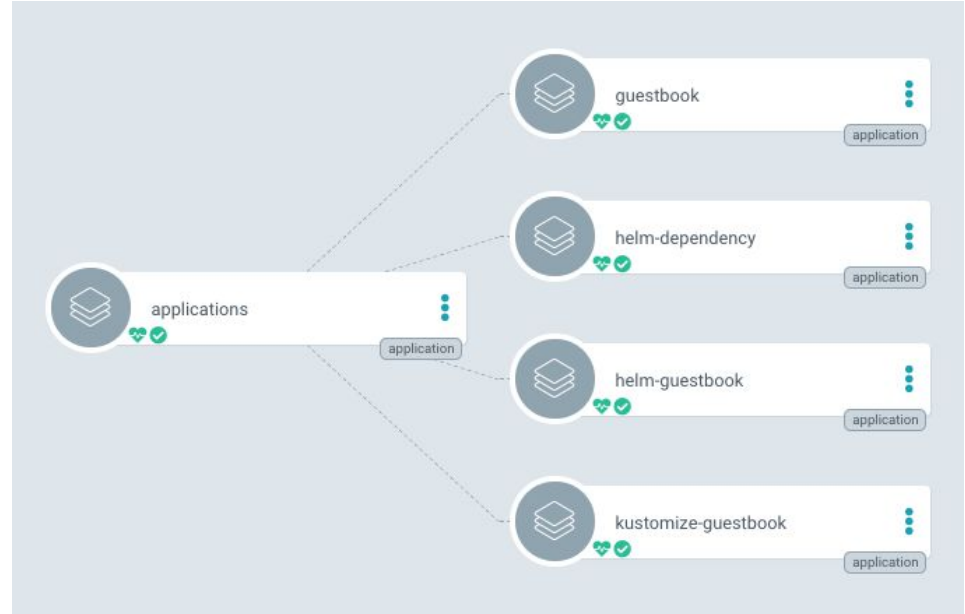 guestbook
application
helm-dependency
application
applications
application
helm-guestbook
application
kustomize-guestbook
application